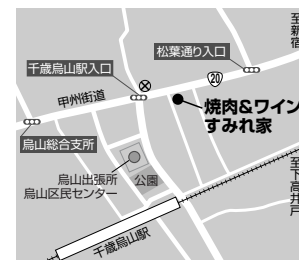 至新宿
松葉通り入口
千歳烏山駅入口
20
甲州街道
焼肉&ワイン
すみれ家
烏山総合支所
至下高井戸
烏山出張所
烏山区民センター
公園
千歳烏山駅